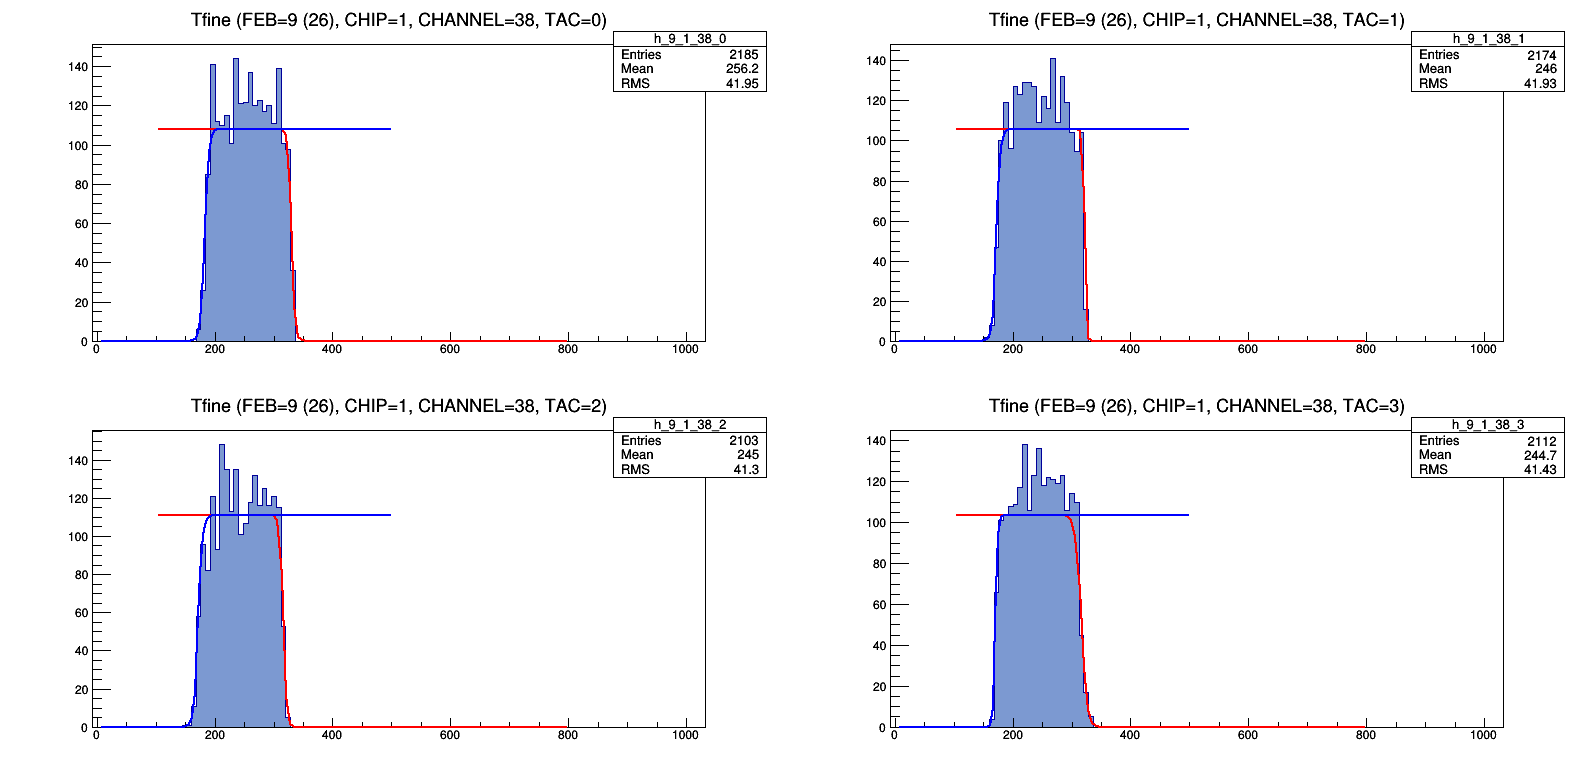 Tfine (FEB=9 (26), CHIP=1, CHANNEL=38, TAC=0)
h_9_1_38_0
Entries 2185
Mean 256.2
RMS 41.95
140
120
100
80
60
40
20
0
0 200 400 600 800 1000
Tfine (FEB=9 (26), CHIP=1, CHANNEL=38, TAC=1)
h_9_1_38_1
Entries 2174
Mean 246
RMS 41.93
140
120
100
80
60
40
20
0
0 200 400 600 800 1000
Tfine (FEB=9 (26), CHIP=1, CHANNEL=38, TAC=2)
h_9_1_38_2
Entries 2103
Mean 245
RMS 41.3
140
120
100
80
60
40
20
0
0 200 400 600 800 1000
Tfine (FEB=9 (26), CHIP=1, CHANNEL=38, TAC=3)
h_9_1_38_3
Entries 2112
Mean 244.7
RMS 41.43
140
120
100
80
60
40
20
0
0 200 400 600 800 1000